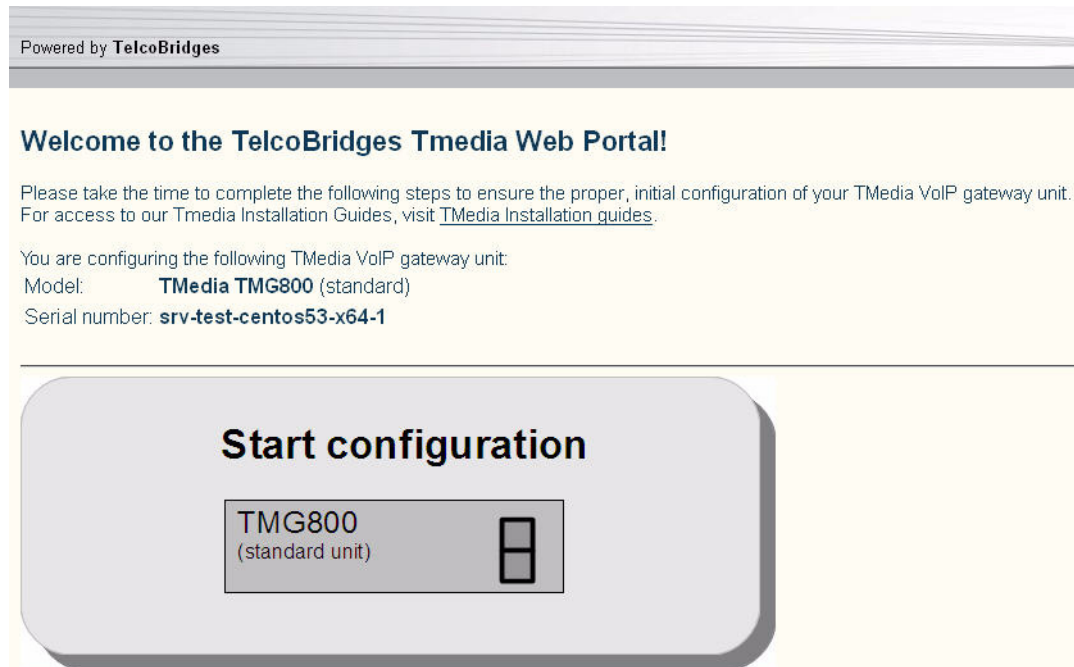 Powered by TelcoBridges
Welcome to the TelcoBridges Tmedia Web Portal!
Please take the time to complete the following steps to ensure the proper, initial configuration of your TMedia VoIP gateway unit.
For access to our Tmedia Installation Guides, visit TMedia Installation guides.
You are configuring the following TMedia VoIP gateway unit:
Model: TMedia TMG800 (standard)
Serial number: srv-test-centos53-x64-1
Start configuration
TMG800
(standard unit)